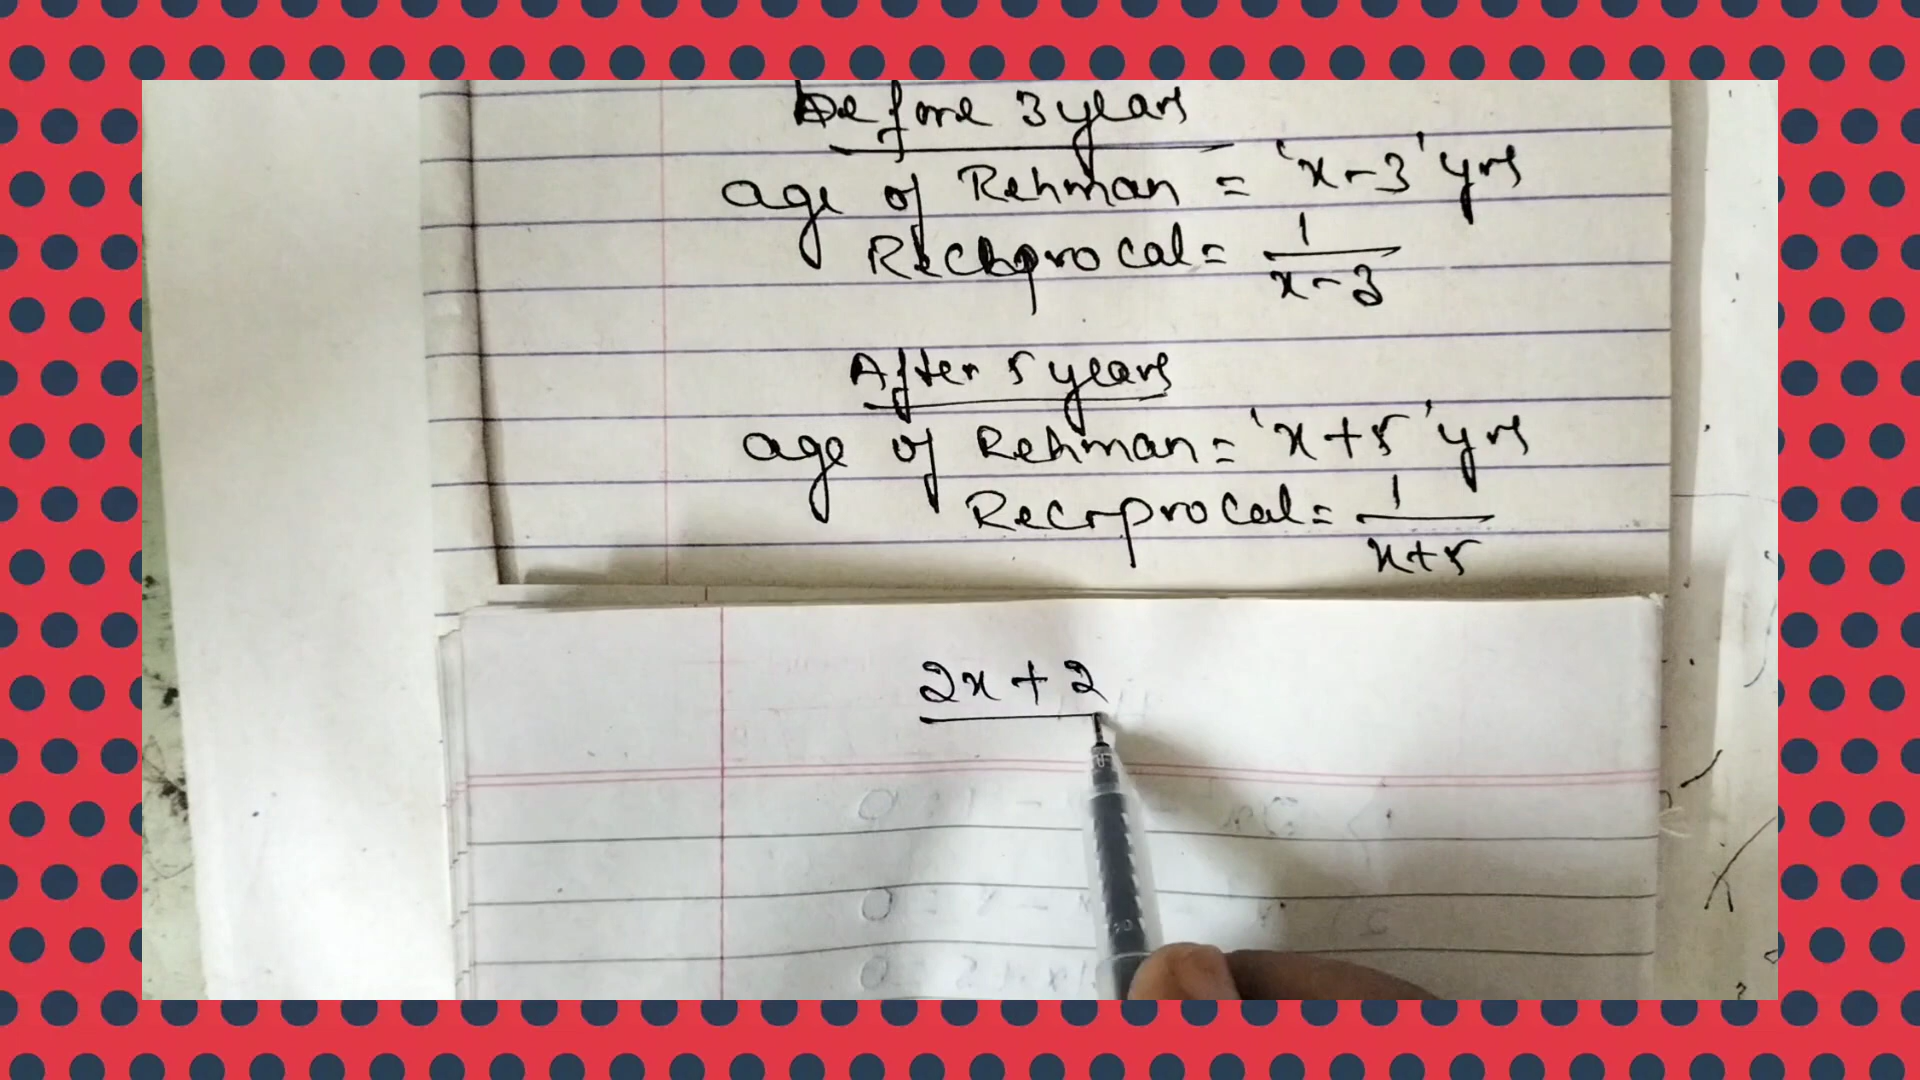 Before 3 years
age of Rehman = 'x-3' yrs
Reciprocal = 1/(x-3)
After 5 years
age of Rehman = 'x+5' yrs
Reciprocal = 1/(x+5)
2x+2